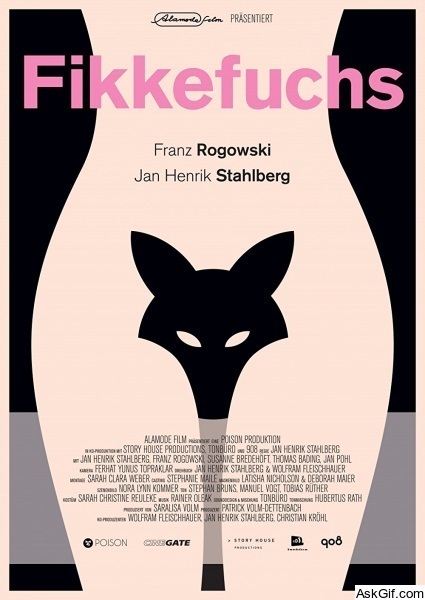 Alamode Film PRÄSENTIERT
Fikkefuchs
Franz Rogowski
Jan Henrik Stahlberg
ALAMODE FILM PRÄSENTIERT EINE POISON PRODUKTION
IN KO-PRODUKTION MIT STORY HOUSE PRODUCTIONS, TONBÜRO UND 908 REGIE JAN HENRIK STAHLBERG
MIT JAN HENRIK STAHLBERG, FRANZ ROGOWSKI, SUSANNE BREDEHÖFT, THOMAS BADING, JAN POHL
KAMERA FERHAT YUNUS TOPRAKLAR DREHBUCH JAN HENRIK STAHLBERG & WOLFRAM FLEISCHHAUER
MONTAGE SARAH CLARA WEBER CASTING STEPHANIE MAILE MASKENBILD LATISHA NICHOLSON & DEBORAH MAIER
SZENENBILD NORA LYNN KOMMER TON STEPHAN BRUNS, MANUEL VOGT, TOBIAS RÜTHER
KOSTÜM SARAH CHRISTINE REULEKE MUSIK RAINER OLEAK SOUNDDESIGN & MISCHUNG TONBÜRO TONMISCHUNG HUBERTUS RATH
PRODUZIERT VON SARALISA VOLM PRODUZENT PATRICK VOLM-DETTENBACH
KO-PRODUZENTEN WOLFRAM FLEISCHHAUER, JAN HENRIK STAHLBERG, CHRISTIAN KRÖHL
POISON CINEGATE STORY HOUSE PRODUCTIONS tonbüro 908
AskGif.com